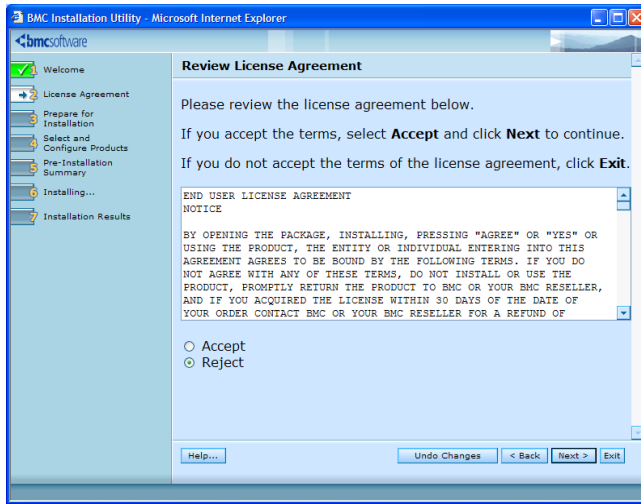 BMC Installation Utility - Microsoft Internet Explorer
bmcsoftware
1 Welcome
2 License Agreement
3 Prepare for
Installation
4 Select and
Configure Products
5 Pre-Installation
Summary
6 Installing...
7 Installation Results
Review License Agreement
Please review the license agreement below.
If you accept the terms, select Accept and click Next to continue.
If you do not accept the terms of the license agreement, click Exit.
END USER LICENSE AGREEMENT
NOTICE
BY OPENING THE PACKAGE, INSTALLING, PRESSING "AGREE" OR "YES" OR
USING THE PRODUCT, THE ENTITY OR INDIVIDUAL ENTERING INTO THIS
AGREEMENT AGREES TO BE BOUND BY THE FOLLOWING TERMS. IF YOU DO
NOT AGREE WITH ANY OF THESE TERMS, DO NOT INSTALL OR USE THE
PRODUCT, PROMPTLY RETURN THE PRODUCT TO BMC OR YOUR BMC RESELLER,
AND IF YOU ACQUIRED THE LICENSE WITHIN 30 DAYS OF THE DATE OF
YOUR ORDER CONTACT BMC OR YOUR BMC RESELLER FOR A REFUND OF
Accept
Reject
Help... Undo Changes < Back Next > Exit